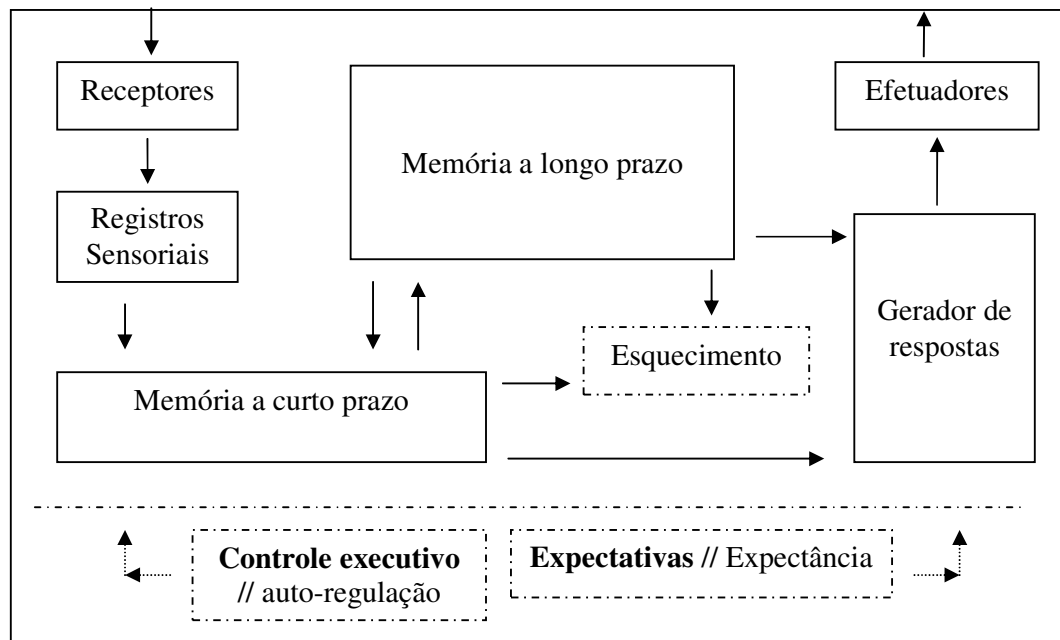 Receptores
Efetuadores
Memória a longo prazo
Registros
Sensoriais
Gerador de
respostas
Esquecimento
Memória a curto prazo
Controle executivo
// auto-regulação
Expectativas // Expectância